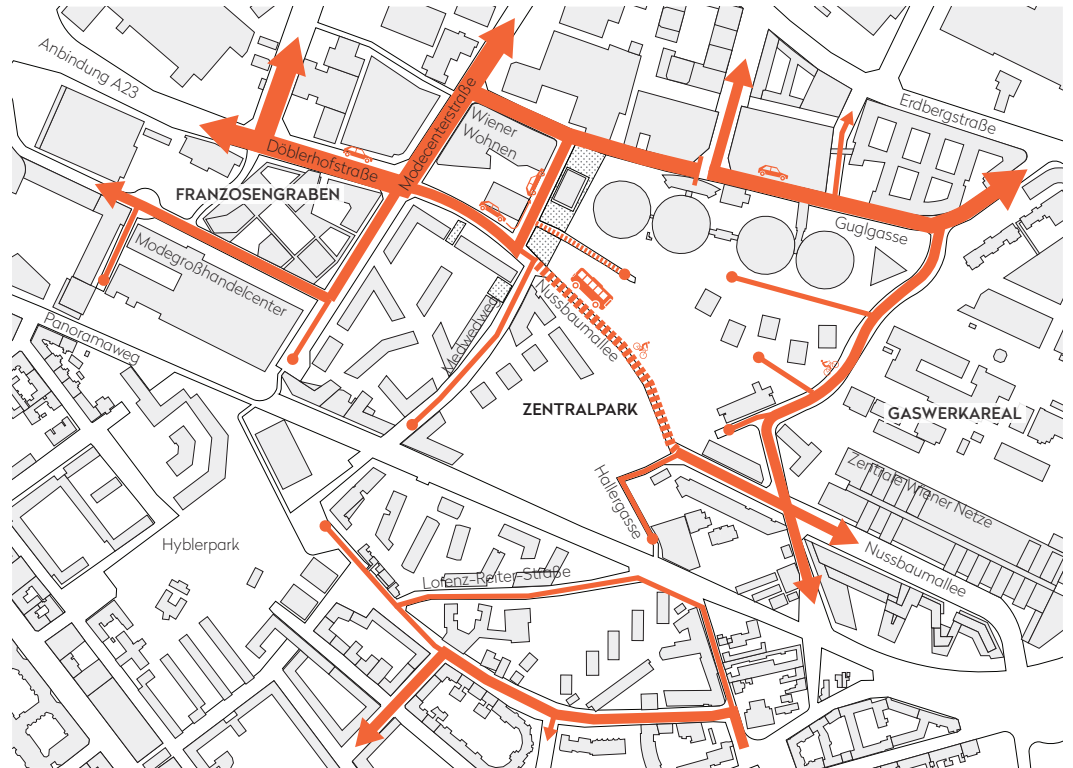 Anbindung A23
Erdbergstraße
Modecenterstraße
Wiener
Wohnen
Döblerhofstraße
FRANZOSENGRABEN
Guglgasse
Modegroßhandelcenter
Nussbaumallee
Panoramaweg
Medwedweg
ZENTRALPARK
GASWERKAREAL
Zentrale Wiener Netze
Hallergasse
Hyblerpark
Nussbaumallee
Lorenz-Reiter-Straße